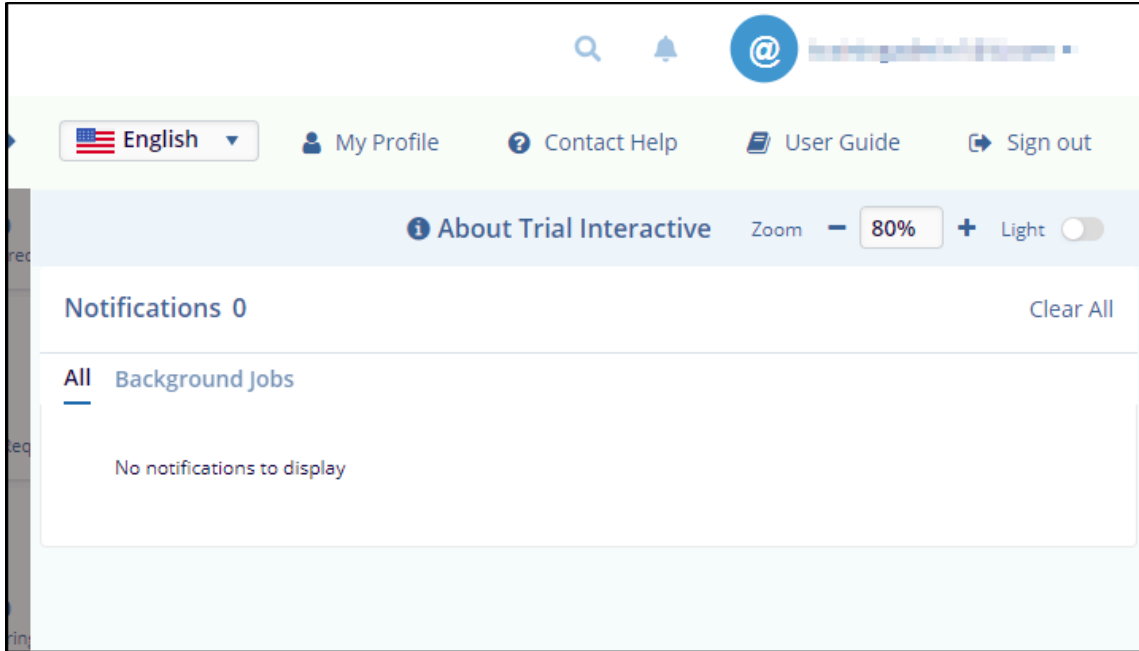 @
English My Profile Contact Help User Guide Sign out
About Trial Interactive Zoom 80% Light
Notifications 0 Clear All
All Background Jobs
No notifications to display